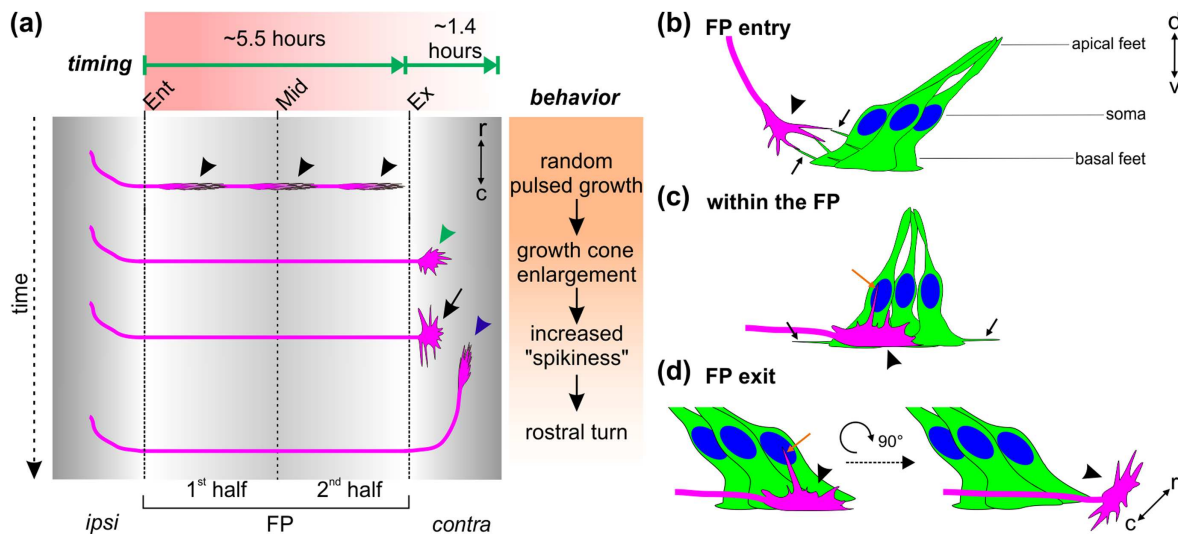 (a)
~5.5 hours
~1.4
hours
timing
Ent
Mid
Ex
behavior
time
r
c
random
pulsed growth
growth cone
enlargement
increased
"spikiness"
rostral turn
1st half
2nd half
ipsi
FP
contra
(b) FP entry
d
v
apical feet
soma
basal feet
(c) within the FP
(d) FP exit
90°
r
c